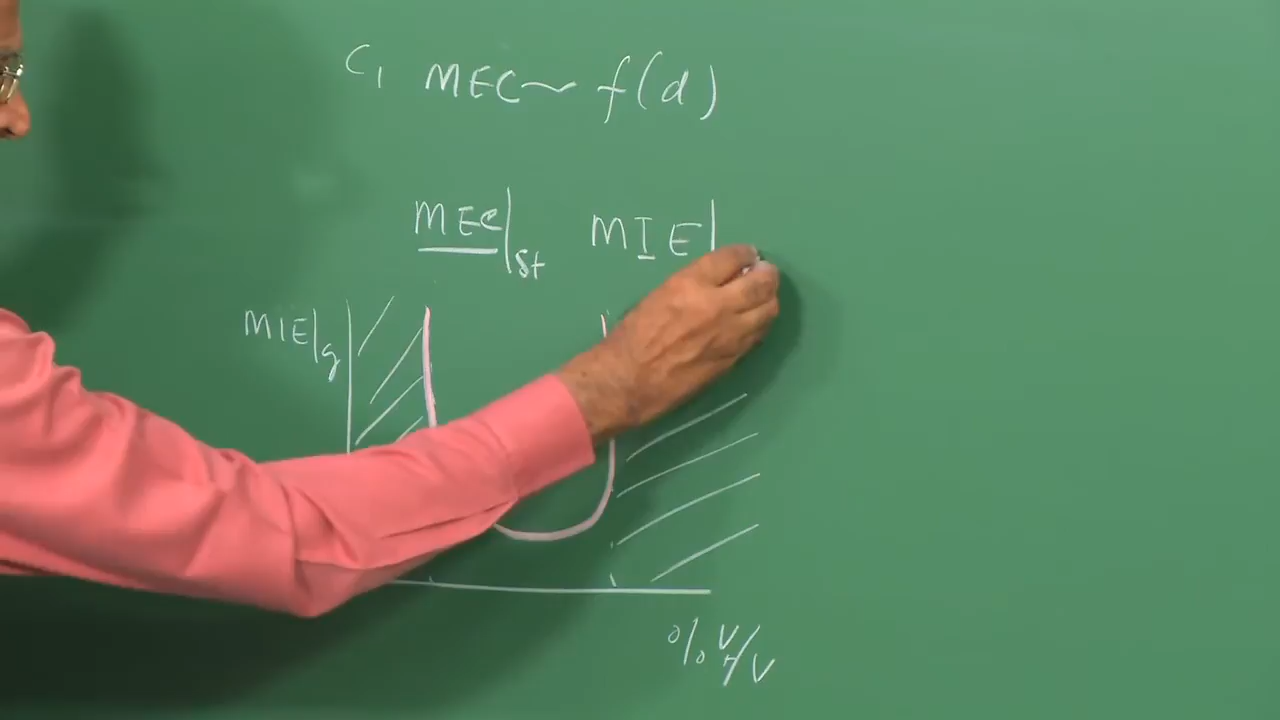 C₁ MEC ~ f(d)
MEC|st MIE|
MIE|g
% V/V